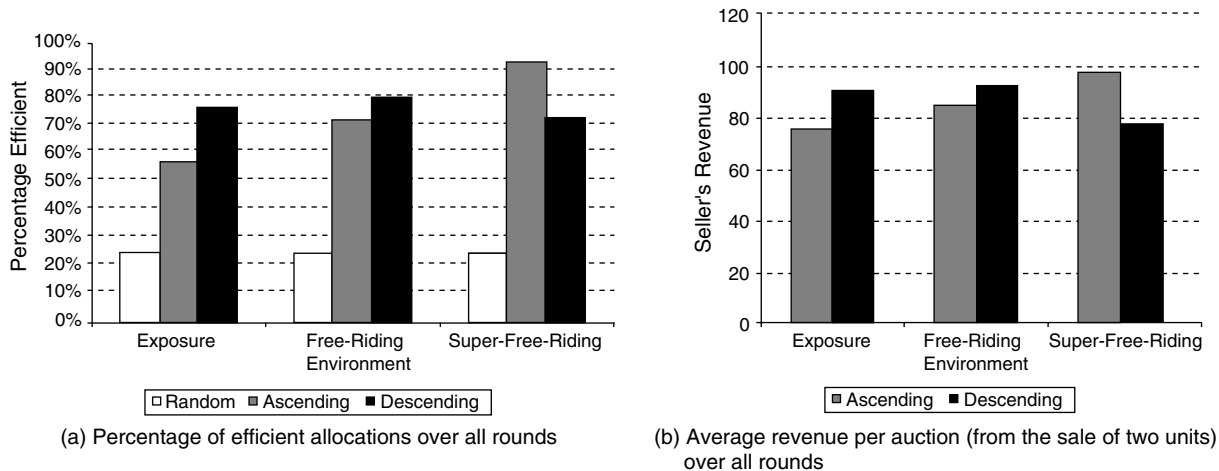 100%
90%
80%
70%
60%
50%
40%
30%
20%
10%
0%
Percentage Efficient
Exposure
Free-Riding
Super-Free-Riding
Environment
Random Ascending Descending
(a) Percentage of efficient allocations over all rounds
120
100
80
60
40
20
0
Seller's Revenue
Exposure
Free-Riding
Super-Free-Riding
Environment
Ascending Descending
(b) Average revenue per auction (from the sale of two units)
over all rounds